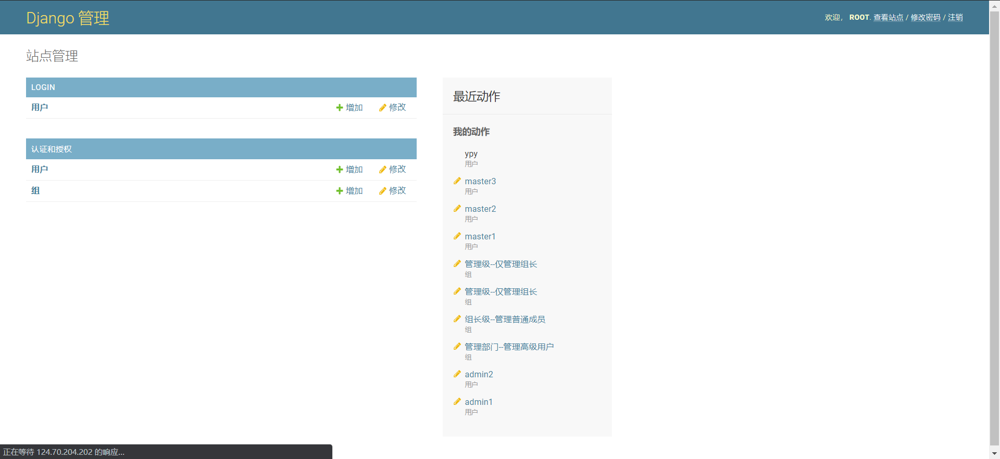 Django 管理
欢迎， ROOT. 查看站点 / 修改密码 / 注销
站点管理
LOGIN
用户 增加 修改
认证和授权
用户 增加 修改
组 增加 修改
最近动作
我的动作
ypy
用户
master3
用户
master2
用户
master1
用户
管理级--仅管理组长
组
管理级--仅管理组长
组
组长级--管理普通成员
组
管理部门--管理高级用户
组
admin2
用户
admin1
用户
正在等待 124.70.204.202 的响应...